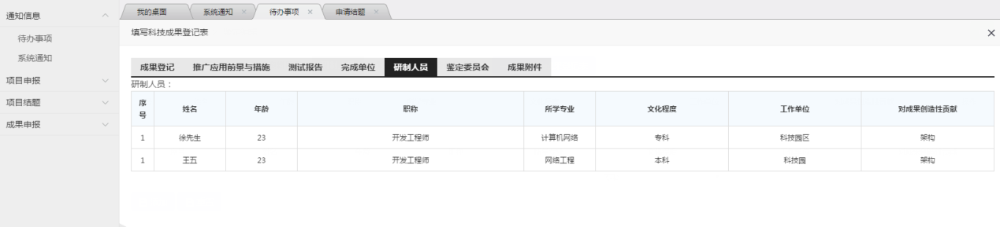 通知信息
待办事项
系统通知
项目申报
项目结题
成果申报
我的桌面 系统通知 × 待办事项 × 申请结题 ×
填写科技成果登记表 ×
成果登记 推广应用前景与措施 测试报告 完成单位 研制人员 鉴定委员会 成果附件
研制人员：
序号 姓名 年龄 职称 所学专业 文化程度 工作单位 对成果创造性贡献
1 徐先生 23 开发工程师 计算机网络 专科 科技园区 架构
1 王五 23 开发工程师 网络工程 本科 科技园 架构